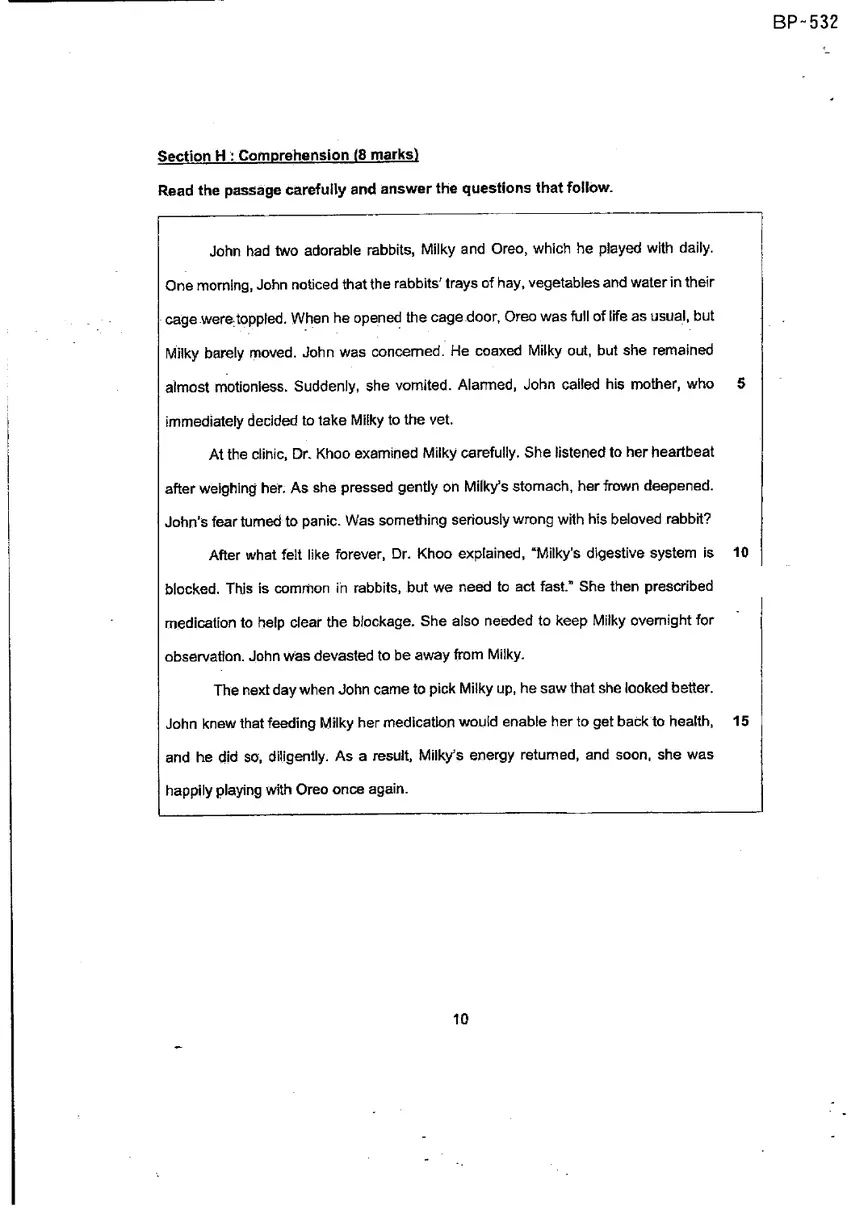 BP-532
Section H : Comprehension (8 marks)
Read the passage carefully and answer the questions that follow.
John had two adorable rabbits, Milky and Oreo, which he played with daily.
One morning, John noticed that the rabbits' trays of hay, vegetables and water in their
cage were toppled. When he opened the cage door, Oreo was full of life as usual, but
Milky barely moved. John was concerned. He coaxed Milky out, but she remained
almost motionless. Suddenly, she vomited. Alarmed, John called his mother, who 5
immediately decided to take Milky to the vet.
At the clinic, Dr. Khoo examined Milky carefully. She listened to her heartbeat
after weighing her. As she pressed gently on Milky's stomach, her frown deepened.
John's fear turned to panic. Was something seriously wrong with his beloved rabbit?
After what felt like forever, Dr. Khoo explained, "Milky's digestive system is 10
blocked. This is common in rabbits, but we need to act fast." She then prescribed
medication to help clear the blockage. She also needed to keep Milky overnight for
observation. John was devasted to be away from Milky.
The next day when John came to pick Milky up, he saw that she looked better.
John knew that feeding Milky her medication would enable her to get back to health, 15
and he did so, diligently. As a result, Milky's energy returned, and soon, she was
happily playing with Oreo once again.
10